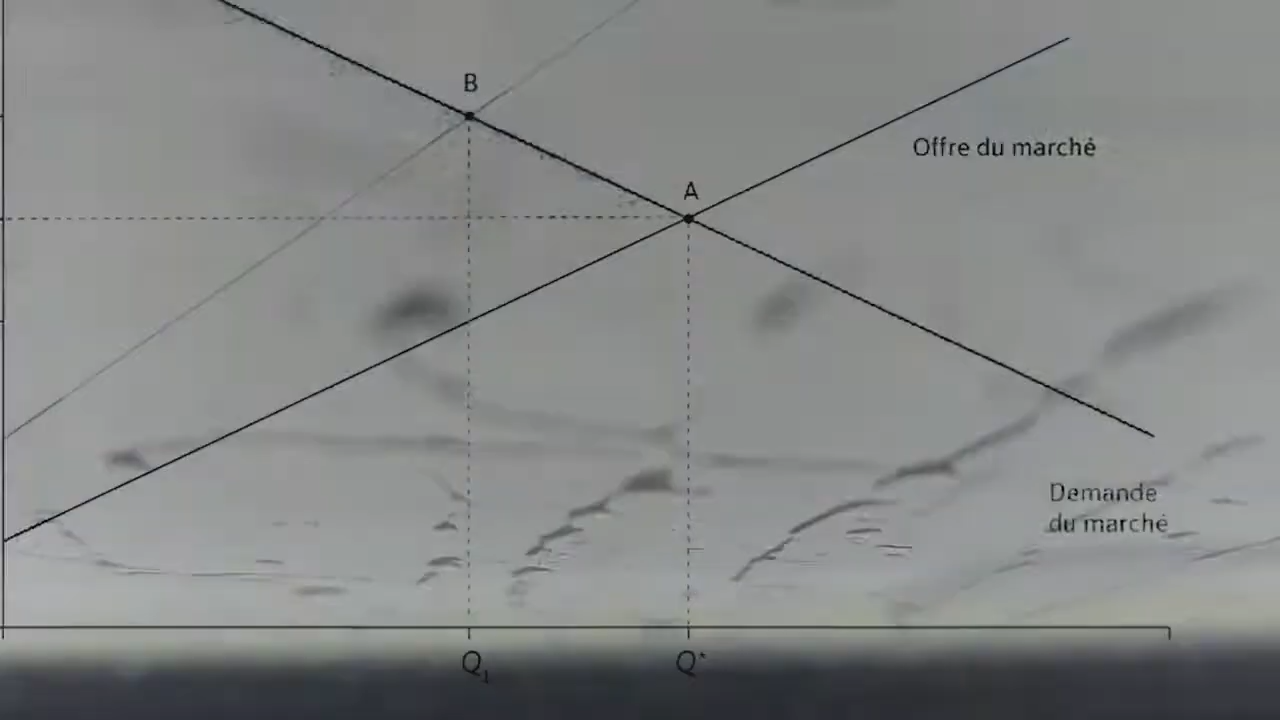 B
Offre du marché
A
Demande
du marché
Q₁
Q*